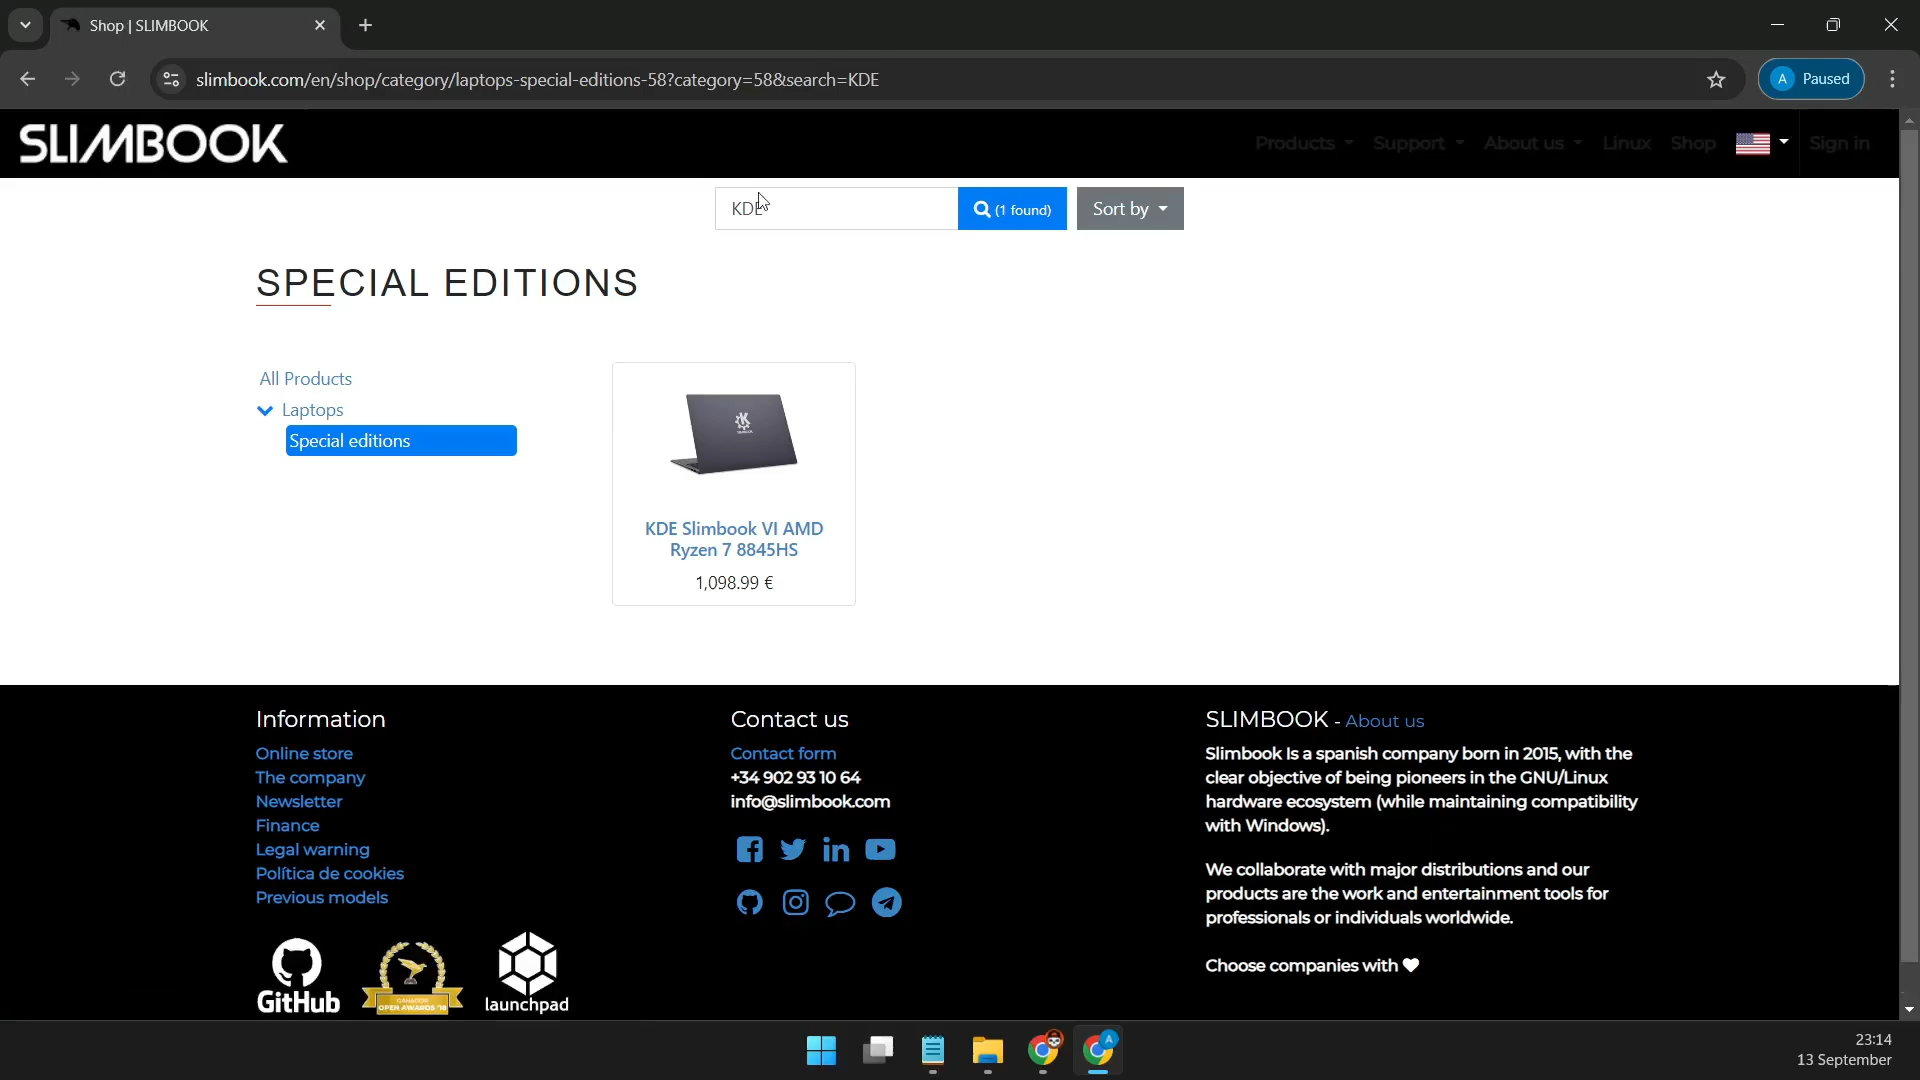 Shop | SLIMBOOK
slimbook.com/en/shop/category/laptops-special-editions-58?category=58&search=KDE
A Paused
SLIMBOOK
Products Support About us Linux Shop Sign in
KDE (1 found) Sort by
SPECIAL EDITIONS
All Products
Laptops
Special editions
KDE Slimbook VI AMD
Ryzen 7 8845HS
1,098.99 €
Information
Online store
The company
Newsletter
Finance
Legal warning
Política de cookies
Previous models
GitHub
launchpad
Contact us
Contact form
+34 902 93 10 64
info@slimbook.com
SLIMBOOK - About us
Slimbook Is a spanish company born in 2015, with the
clear objective of being pioneers in the GNU/Linux
hardware ecosystem (while maintaining compatibility
with Windows).
We collaborate with major distributions and our
products are the work and entertainment tools for
professionals or individuals worldwide.
Choose companies with
A
23:14
13 September